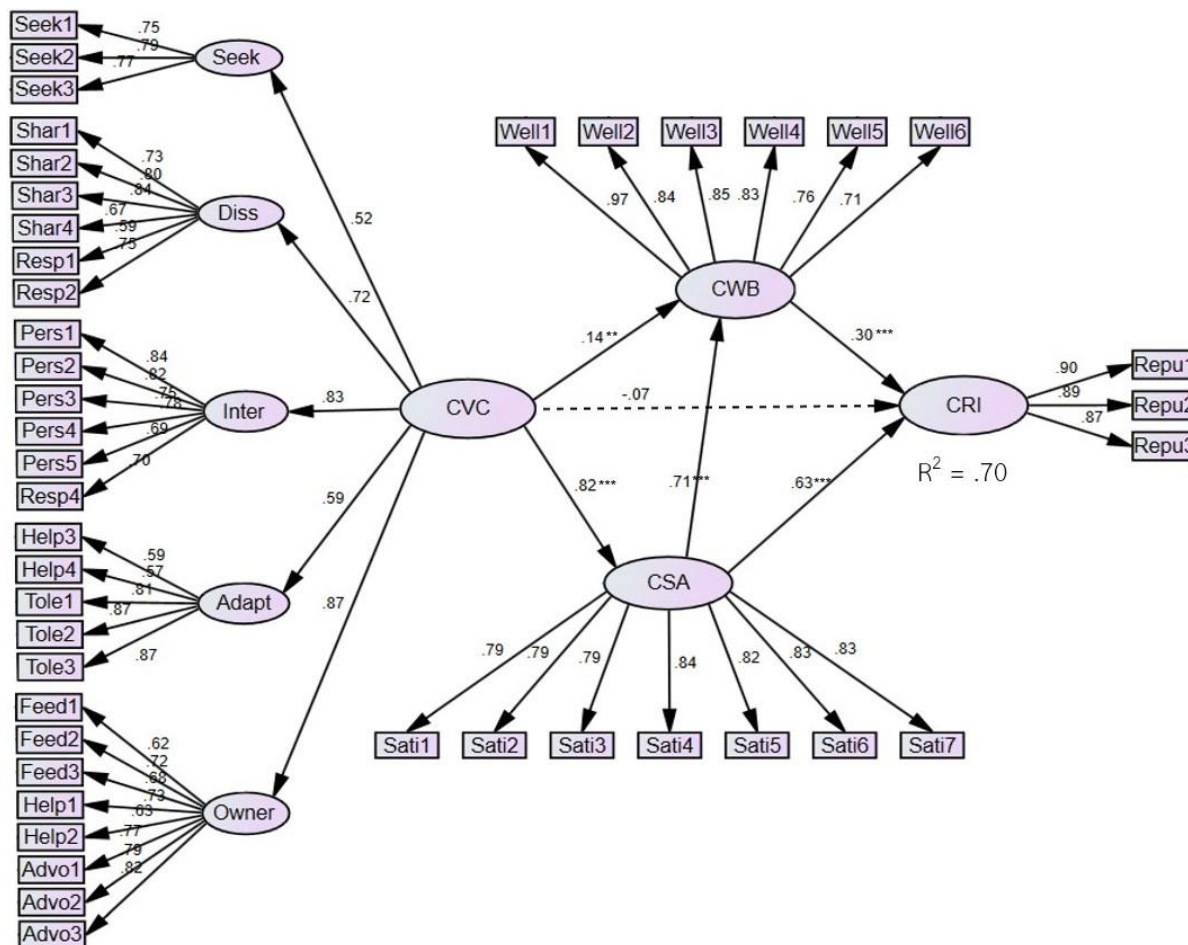 Seek1
Seek2
Seek3
.75
.79
.77
Seek
Shar1
Shar2
Shar3
Shar4
Resp1
Resp2
.73
.80
.84
.67
.59
.75
Diss
Pers1
Pers2
Pers3
Pers4
Pers5
Resp4
.84
.82
.75
.78
.69
.70
Inter
Help3
Help4
Tole1
Tole2
Tole3
.59
.57
.81
.87
.87
Adapt
Feed1
Feed2
Feed3
Help1
Help2
Advo1
Advo2
Advo3
.62
.72
.68
.73
.63
.77
.79
.82
Owner
.52
.72
.83
.59
.87
CVC
Well1 Well2 Well3 Well4 Well5 Well6
.97 .84 .85 .83 .76 .71
CWB
.14**
.30***
-.07
.82***
.71***
.63***
CRI
R² = .70
.90
.89
.87
Repu1
Repu2
Repu3
CSA
.79 .79 .79 .84 .82 .83 .83
Sati1 Sati2 Sati3 Sati4 Sati5 Sati6 Sati7